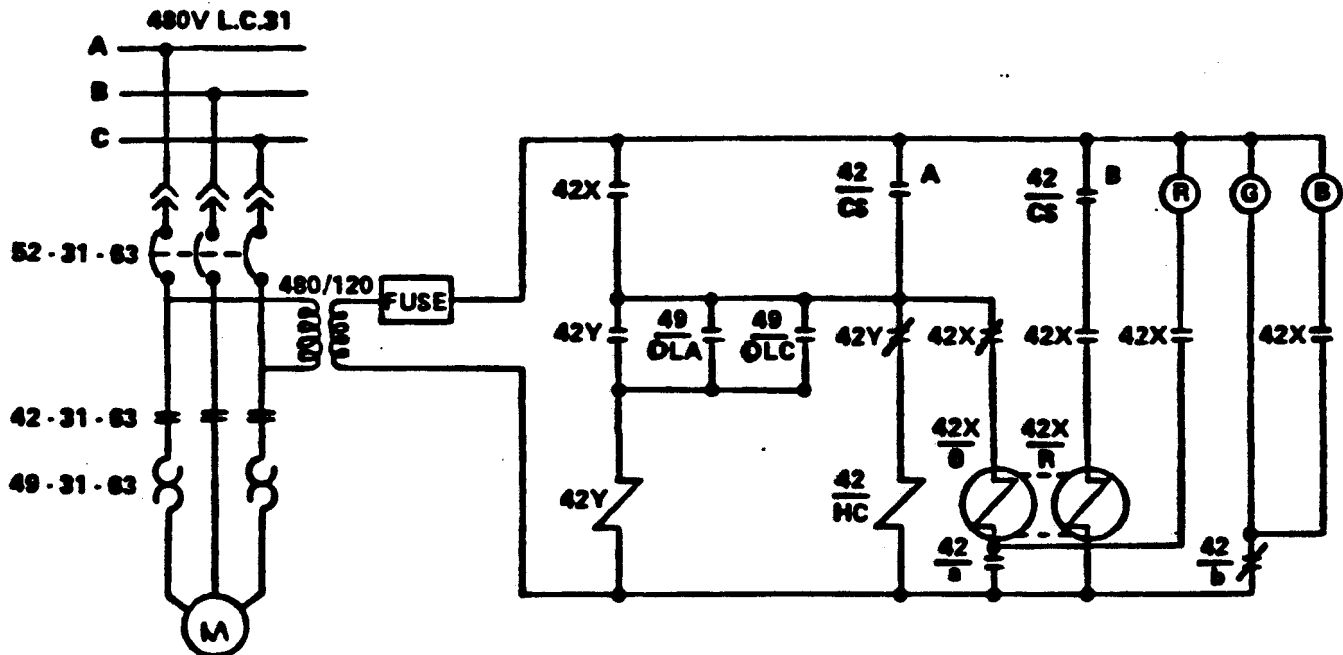 480V L.C.31
A
B
C
52-31-63
480/120
FUSE
42-31-63
49-31-63
M
42X
42
CS
A
42
CS
B
R
G
B
42Y
49
OLA
49
OLC
42Y
42X
42X
42X
42X
42Y
42
HC
42X
42X
R
42
a
42
b